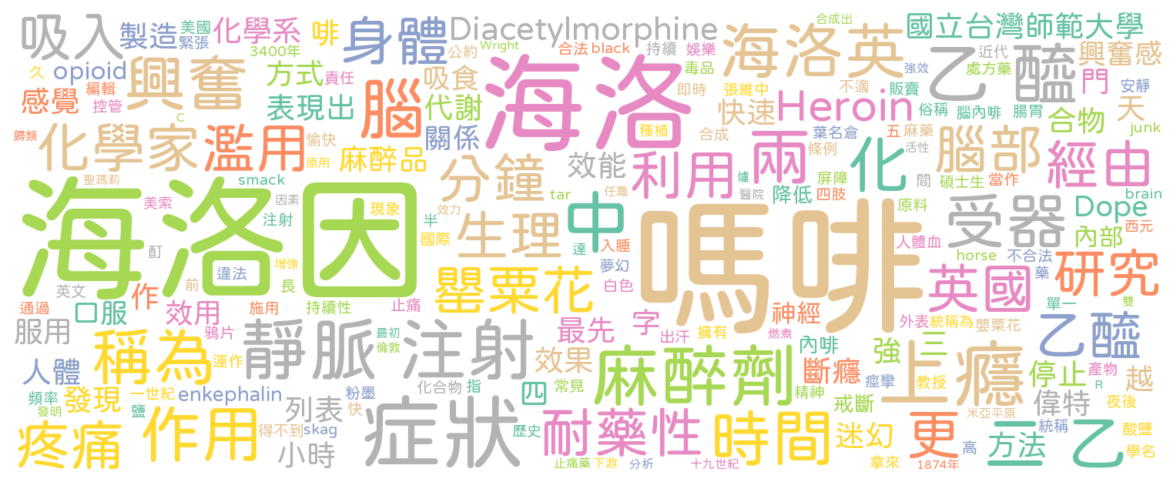 吸入 製造 美國 緊張 化學系 啡 身體 Diacetylmorphine 合成出 國立台灣師範大學
3400年 公約 Wright 合法 black 持續 娛樂 海洛英 乙醯 近代 興奮感
久 opioid 興奮 方式 責任 吸食 毒品 不適 販賣 強效 處方藥 門 安靜
感覺 編輯 控管 表現出 腦 代謝 海洛 即時 張維中 快速 Heroin 俗稱 腦內啡 腸胃 天
歸類 C 愉快 關係 種植 合成 葉名倉 五 麻藥 合物 junk
化學家 濫用 原用 麻醉品 分鐘 效能 利用 兩 條例 化 活性 腦部 經由
聖瑪莉 smack 因素 tar 任職 醫院 爐 屏障 降低 四肢 間 碩士生 當作 brain
海洛因 美索 注射 現象 效力 半 生理 中 嗎啡 原料 受器 Dope 西元
酊 國際 達 入睡 人體血 內部
違法 增強 夢幻 horse 不合法 藥
通過 英文 前 長 罌粟花 白色 英國 研究
口服 作 效用 施用 持續性 止痛 最先 字 出汗 神經 外表 統稱為 罌粟花 單一 雙
服用 鴉片 最初 倫敦 擁有 燃煮 內啡 強 三 乙醯
稱為 運作 靜脈注射 效果 麻醉劑 斷癮 上癮 產物
人體 化合物 指 常見 精神 痙攣 教授 停止 R 越
頻率 發現 一世紀 enkephalin 粉墨 四 戒斷 偉特 夜後
發明 鹽 列表 快 症狀 米亞平原 酸鹽
疼痛 作用 得不到 skag 歷史 耐藥性 時間 迷幻 更 高 方法 統稱 乙 學名
小時 止痛藥 下游 分析 十九世紀 拿來 1874年